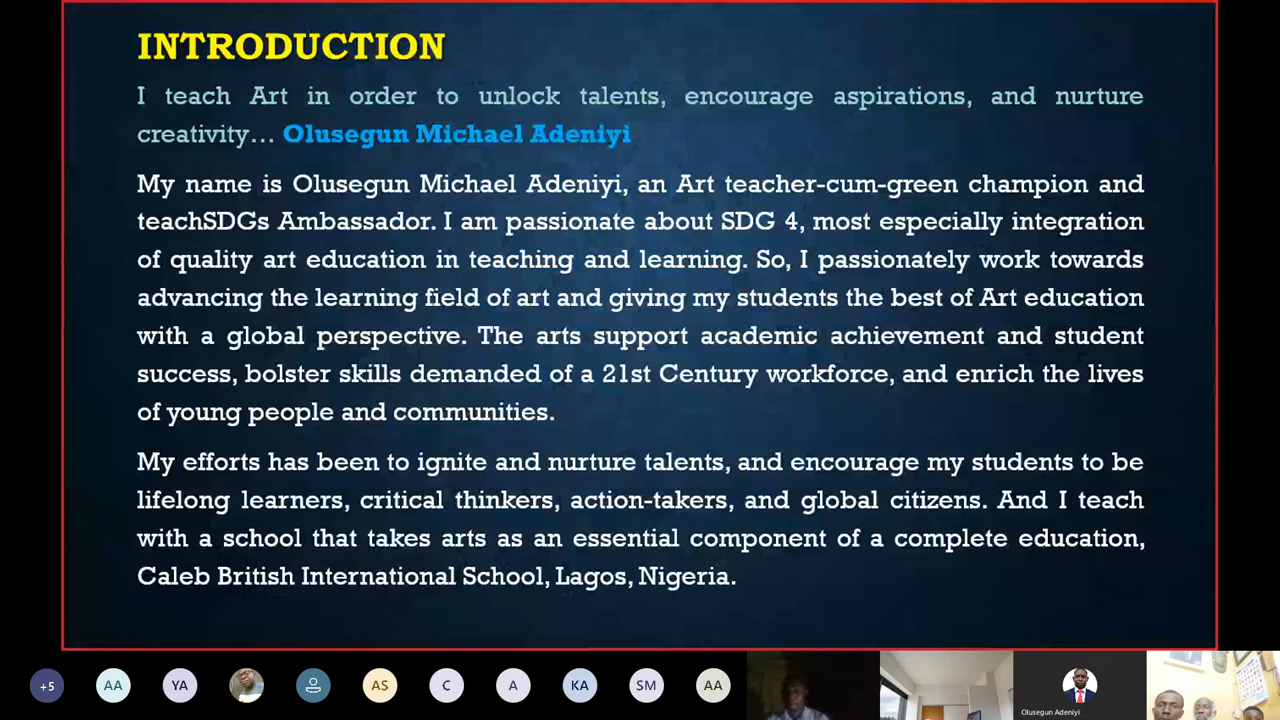 INTRODUCTION
I teach Art in order to unlock talents, encourage aspirations, and nurture
creativity... Olusegun Michael Adeniyi
My name is Olusegun Michael Adeniyi, an Art teacher-cum-green champion and
teachSDGs Ambassador. I am passionate about SDG 4, most especially integration
of quality art education in teaching and learning. So, I passionately work towards
advancing the learning field of art and giving my students the best of Art education
with a global perspective. The arts support academic achievement and student
success, bolster skills demanded of a 21st Century workforce, and enrich the lives
of young people and communities.
My efforts has been to ignite and nurture talents, and encourage my students to be
lifelong learners, critical thinkers, action-takers, and global citizens. And I teach
with a school that takes arts as an essential component of a complete education,
Caleb British International School, Lagos, Nigeria.
+5 AA YA AS C A KA SM AA
Olusegun Adeniyi